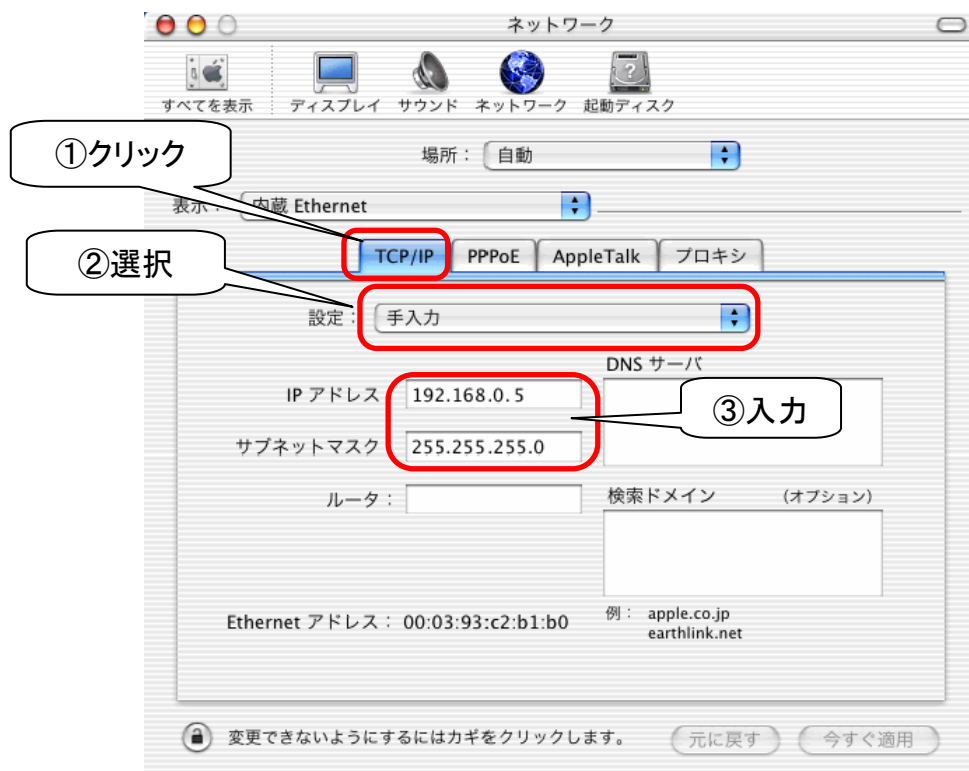 ネットワーク
すべてを表示 ディスプレイ サウンド ネットワーク 起動ディスク
①クリック
場所： 自動
表示： 内蔵 Ethernet
TCP/IP PPPoE AppleTalk プロキシ
②選択
設定： 手入力
DNS サーバ
IP アドレス 192.168.0.5
③入力
サブネットマスク 255.255.255.0
ルータ：
検索ドメイン (オプション)
Ethernet アドレス： 00:03:93:c2:b1:b0
例： apple.co.jp
earthlink.net
変更できないようにするにはカギをクリックします。 元に戻す 今すぐ適用